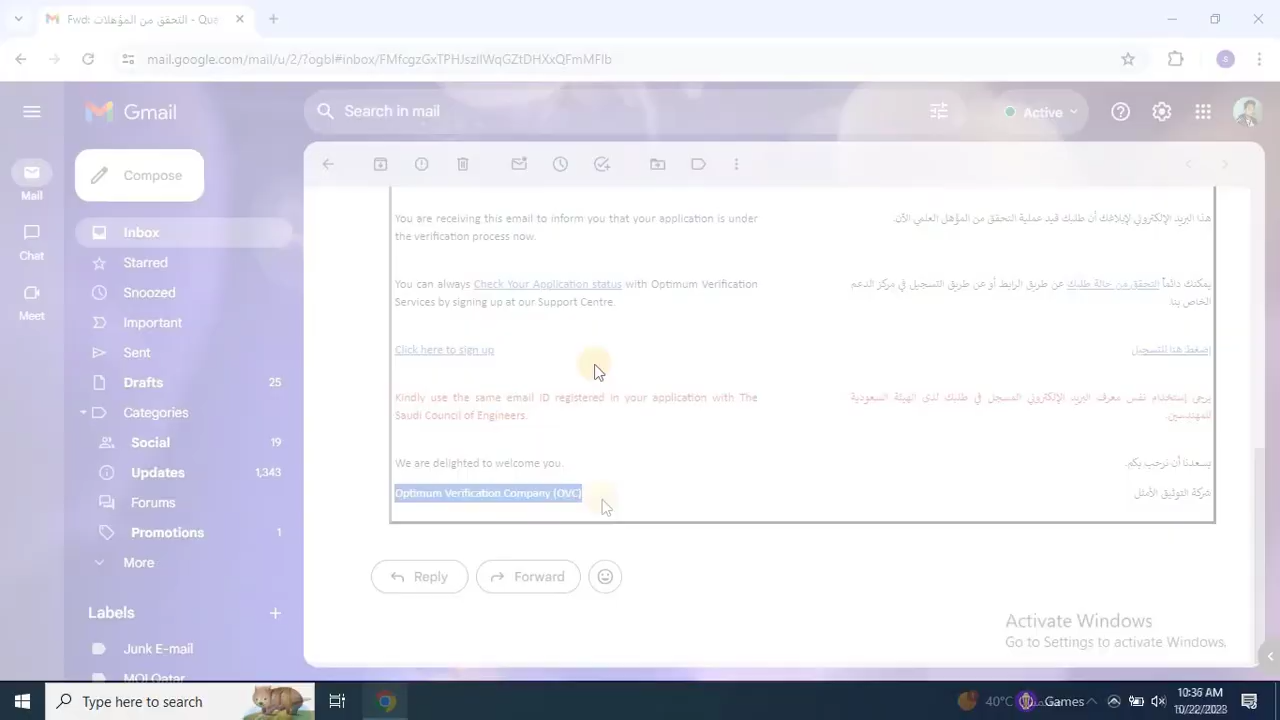 Fwd: التحقق من المؤهلات - Que
mail.google.com/mail/u/2/?ogbl#inbox/FMfcgzGxTPHJszlIWqGZtDHXxQFmMFlb
S
Gmail
Search in mail
Active
Compose
Mail
Chat
Meet
Inbox
Starred
Snoozed
Important
Sent
Drafts 25
Categories
Social 19
Updates 1,343
Forums
Promotions 1
More
Labels
Junk E-mail
MOI Qatar
You are receiving this email to inform you that your application is under
the verification process now.
هذا البريد الإلكتروني لإبلاغك أن طلبك قيد عملية التحقق من المؤهل العلمي الآن.
You can always Check Your Application status with Optimum Verification
Services by signing up at our Support Centre.
يمكنك دائماً التحقق من حالة طلبك عن طريق الرابط أو عن طريق التسجيل في مركز الدعم
الخاص بنا.
Click here to sign up
إضغط هنا للتسجيل
Kindly use the same email ID registered in your application with The
Saudi Council of Engineers.
يرجى إستخدام نفس معرف البريد الإلكتروني المسجل في طلبك لدى الهيئة السعودية
للمهندسين.
We are delighted to welcome you.
يسعدنا أن نرحب بكم.
Optimum Verification Company (OVC)
شركة التوثيق الأمثل
Reply
Forward
Activate Windows
Go to Settings to activate Windows.
Type here to search
40°C
Games
10:36 AM
10/22/2023